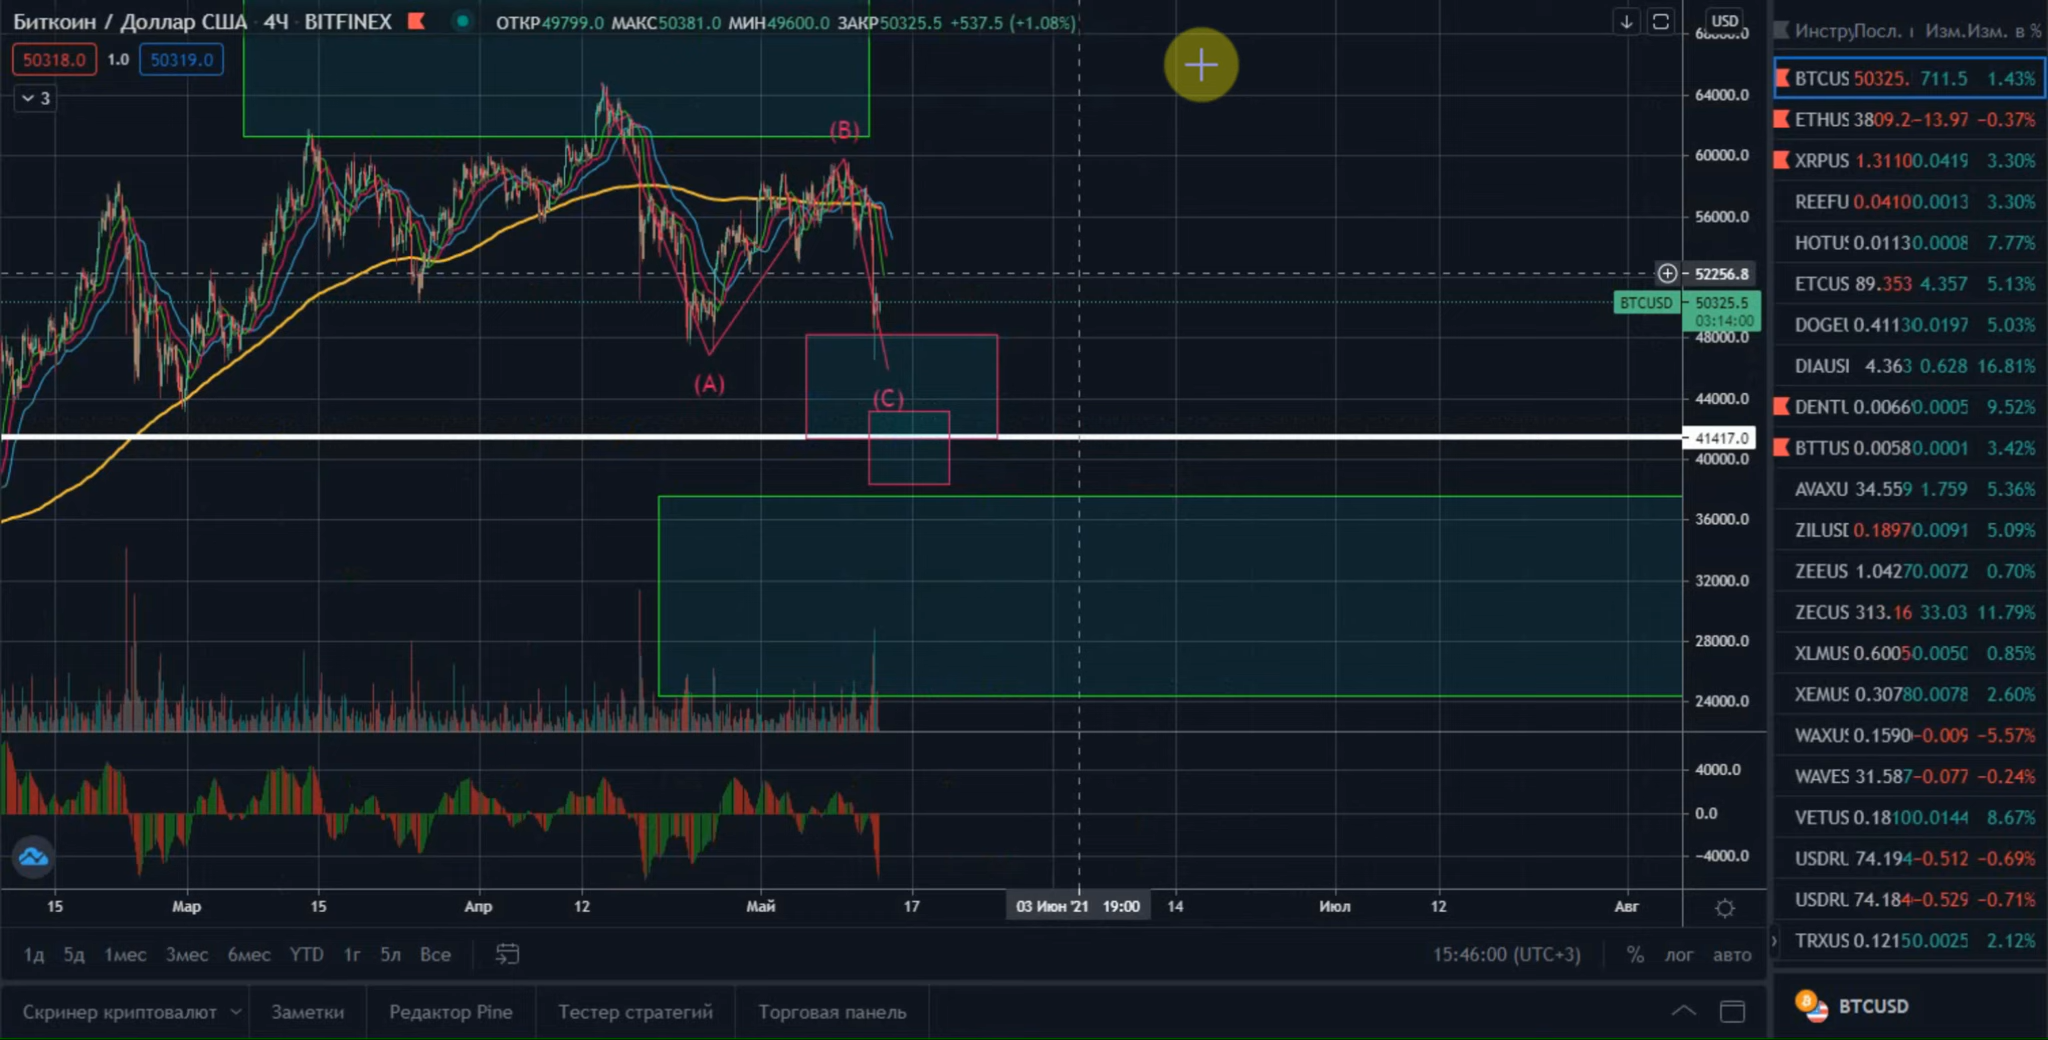 Биткоин / Доллар США · 4Ч · BITFINEX ОТКР49799.0 МАКС50381.0 МИН49600.0 ЗАКР50325.5 +537.5 (+1.08%)
50318.0 1.0 50319.0
3
USD
64000.0
60000.0
56000.0
52256.8
BTCUSD 50325.5
03:14:00
48000.0
44000.0
41417.0
40000.0
36000.0
32000.0
28000.0
24000.0
4000.0
0.0
−4000.0
(B)
(A)
(C)
15 Мар 15 Апр 12 Май 17 03 Июн '21 19:00 14 Июл 12 Авг
1д 5д 1мес 3мес 6мес YTD 1г 5л Все 15:46:00 (UTC+3) % лог авто
Скринер криптовалют Заметки Редактор Pine Тестер стратегий Торговая панель
Инстру Посл. Изм. Изм. в %
BTCUS 50325. 711.5 1.43%
ETHUS 3809.2 −13.97 −0.37%
XRPUS 1.3110 0.0419 3.30%
REEFU 0.0410 0.0013 3.30%
HOTUS 0.0113 0.0008 7.77%
ETCUS 89.353 4.357 5.13%
DOGEU 0.4113 0.0197 5.03%
DIAUSI 4.363 0.628 16.81%
DENTU 0.0066 0.0005 9.52%
BTTUS 0.0058 0.0001 3.42%
AVAXU 34.559 1.759 5.36%
ZILUSD 0.1897 0.0091 5.09%
ZEEUS 1.0427 0.0072 0.70%
ZECUS 313.16 33.03 11.79%
XLMUS 0.6005 0.0050 0.85%
XEMUS 0.3078 0.0078 2.60%
WAXUS 0.1590 −0.009 −5.57%
WAVES 31.587 −0.077 −0.24%
VETUS 0.1810 0.0144 8.67%
USDRU 74.194 −0.512 −0.69%
USDRU 74.184 −0.529 −0.71%
TRXUS 0.1215 0.0025 2.12%
BTCUSD